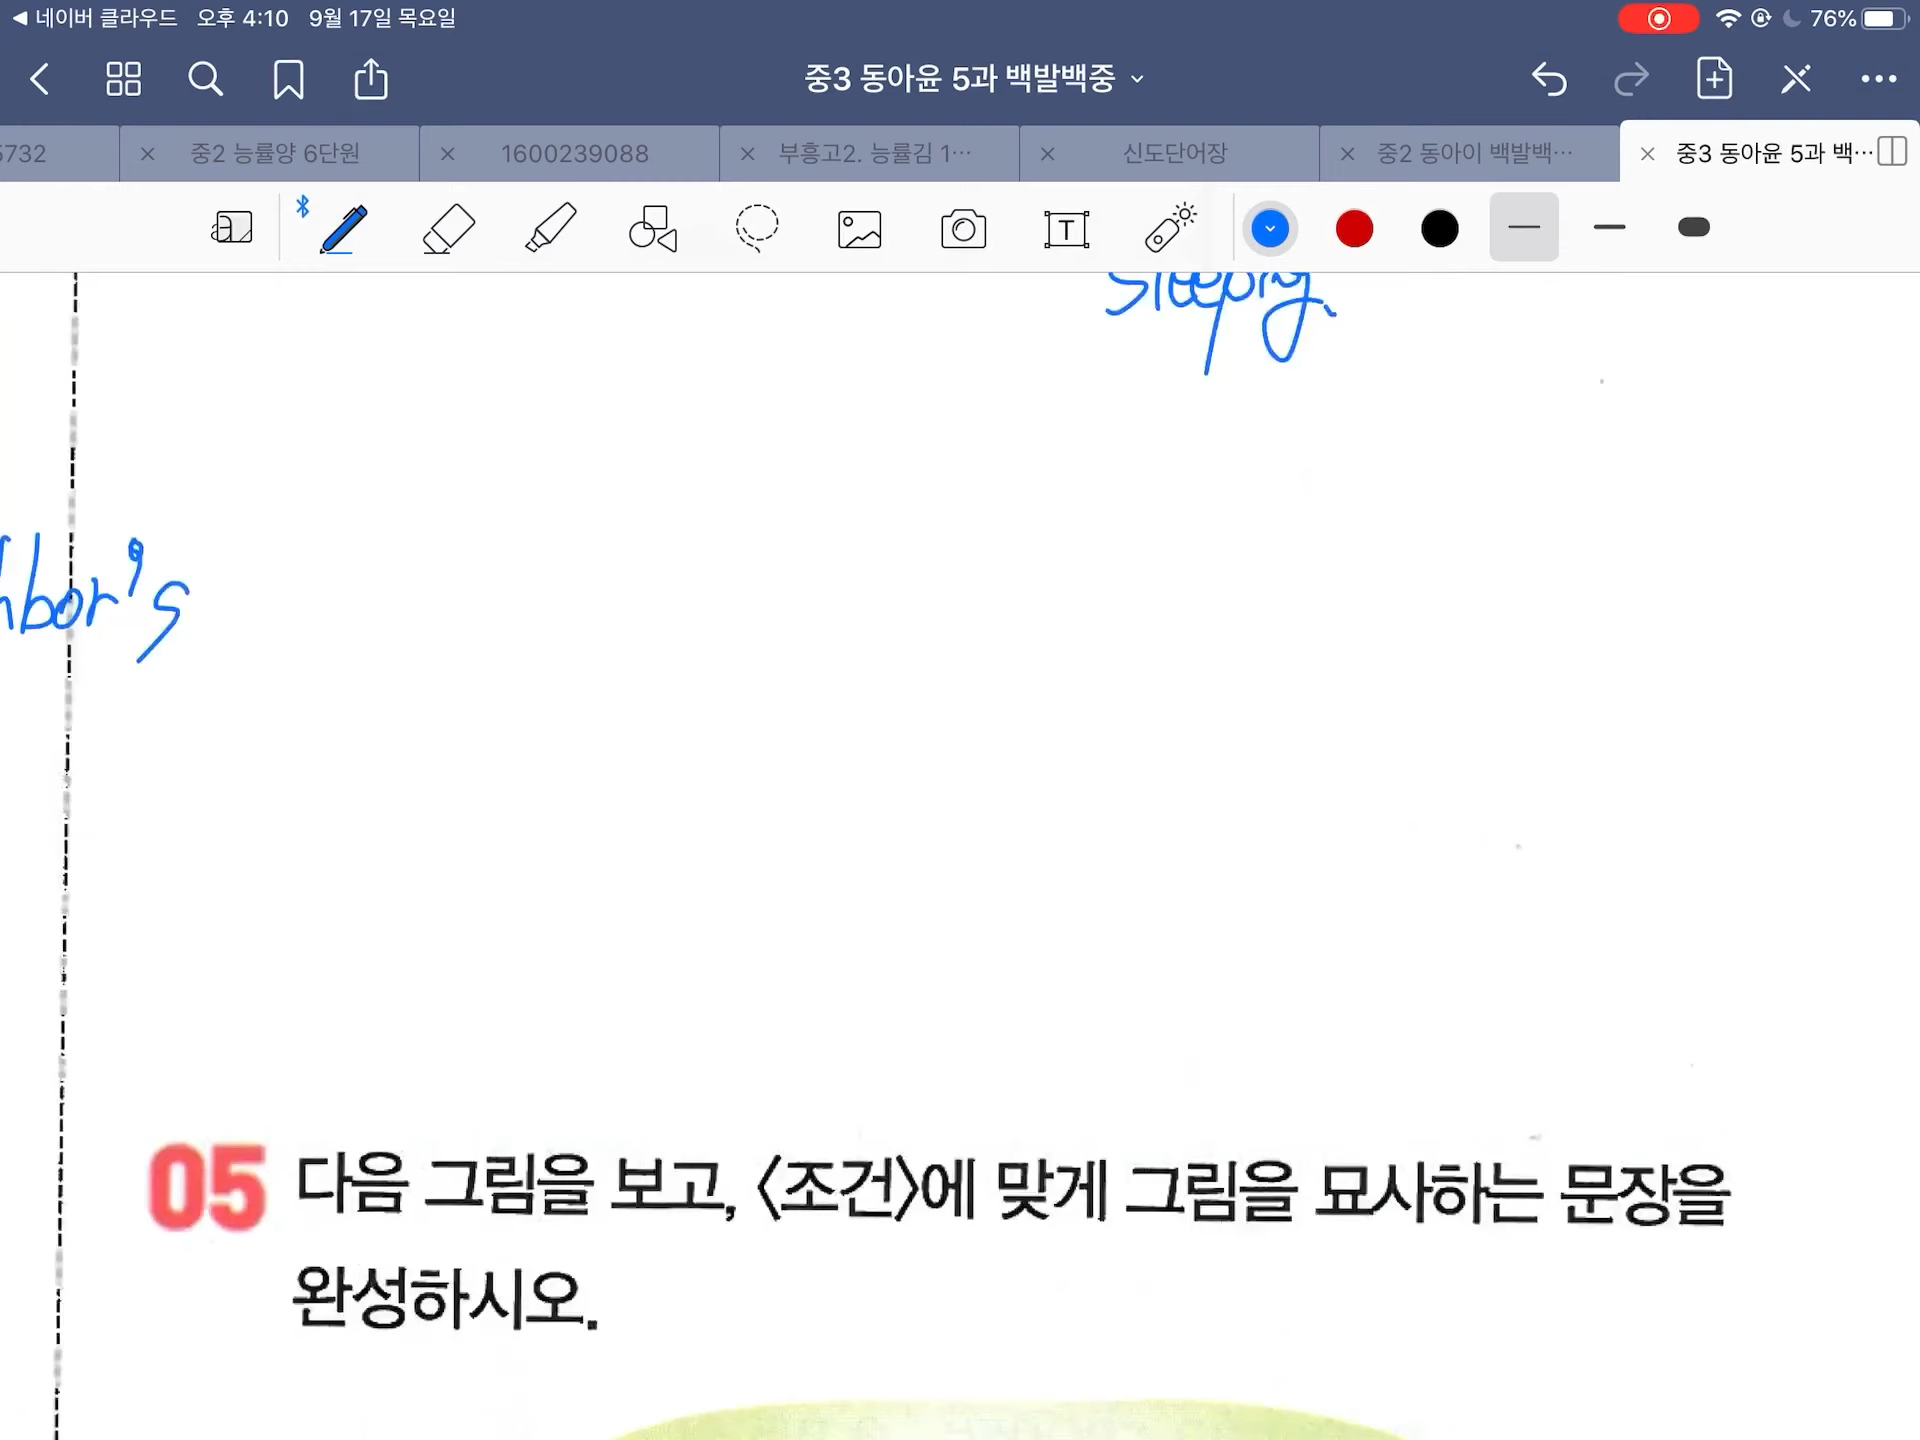 ◀ 네이버 클라우드 오후 4:10 9월 17일 목요일 76%
중3 동아윤 5과 백발백중
5732 중2 능률양 6단원 1600239088 부흥고2. 능률김 1… 신도단어장 중2 동아이 백발백… 중3 동아윤 5과 백…
T
sleeping.
hbor's
05 다음 그림을 보고, 〈조건〉에 맞게 그림을 묘사하는 문장을
완성하시오.